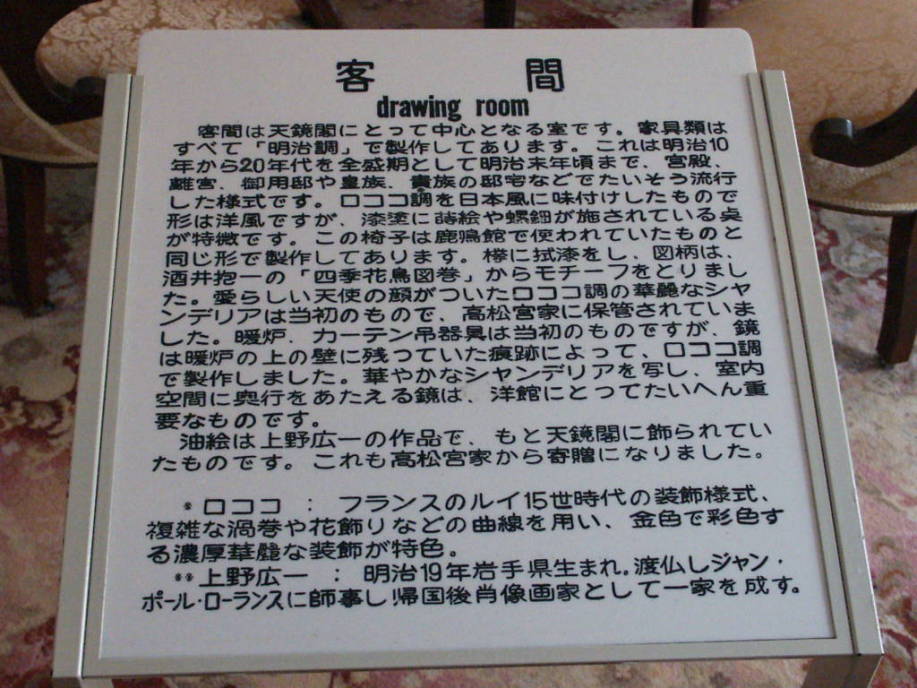 客間
drawing room
客間は天鏡閣にとって中心となる室です。家具類は
すべて「明治調」で製作してあります。これは明治10
年から20年代を全盛期として明治末年頃まで、宮殿、
離宮、御用邸や皇族、貴族の邸宅などでたいそう流行
した様式です。ロココ調を日本風に味付けしたもので
形は洋風ですが、漆塗に蒔絵や螺鈿が施されている点
が特徴です。この椅子は鹿鳴館で使われていたものと
同じ形で製作してあります。欅に拭漆をし、図柄は、
酒井抱一の「四季花鳥図巻」からモチーフをとりまし
た。愛らしい天使の顔がついたロココ調の華麗なシャ
ンデリアは当初のもので、高松宮家に保管されていま
した。暖炉、カーテン吊器具は当初のものですが、鏡
は暖炉の上の壁に残っていた痕跡によって、ロココ調
で製作しました。華やかなシャンデリアを写し、室内
空間に奥行をあたえる鏡は、洋館にとってたいへん重
要なものです。
油絵は上野広一の作品で、もと天鏡閣に飾られてい
たものです。これも高松宮家から寄贈になりました。
*ロココ : フランスのルイ15世時代の装飾様式、
複雑な渦巻や花飾りなどの曲線を用い、金色で彩色す
る濃厚華麗な装飾が特色。
**上野広一 : 明治19年岩手県生まれ。渡仏しジャン・
ポール・ローランスに師事し帰国後肖像画家として一家を成す。